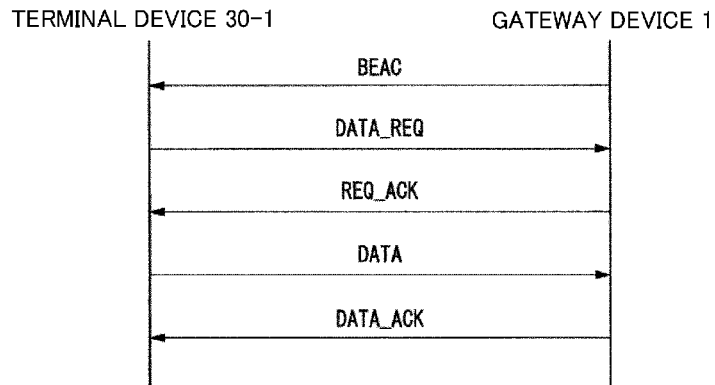 TERMINAL DEVICE 30-1 GATEWAY DEVICE 1
BEAC
DATA_REQ
REQ_ACK
DATA
DATA_ACK